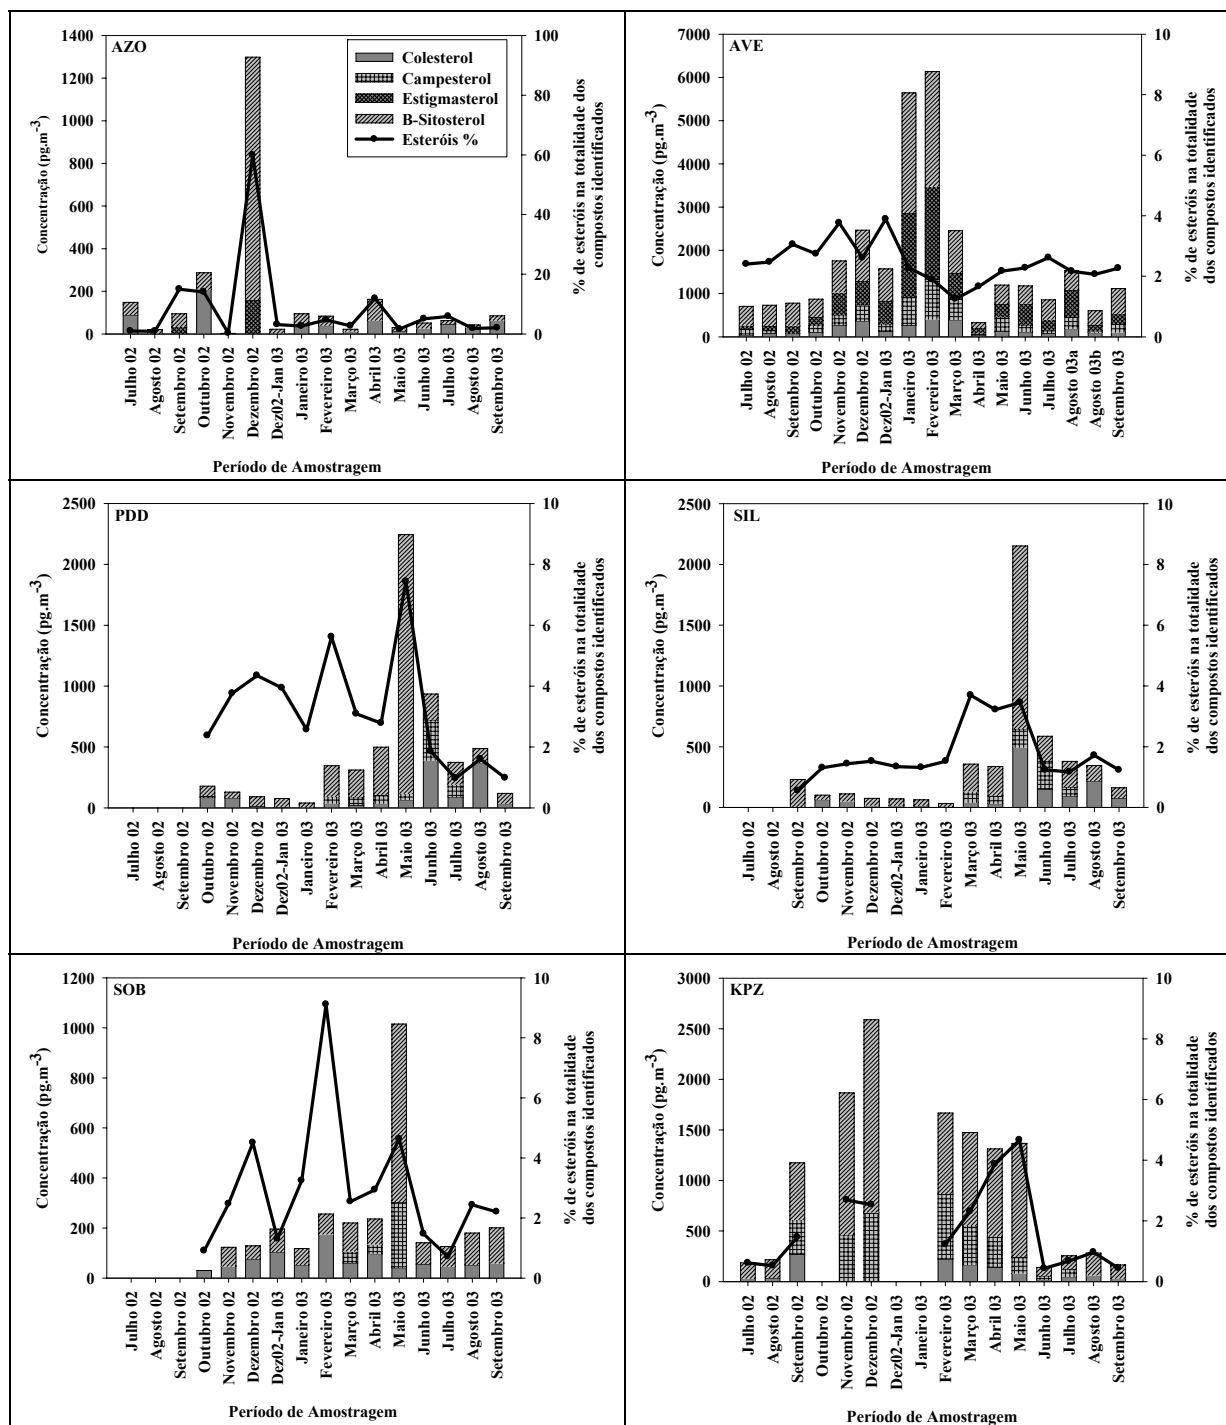 AZO
Concentração (pg.m-3)
1400
1200
1000
800
600
400
200
0
100
80
60
40
20
0
Colesterol
Campesterol
Estigmasterol
B-Sitosterol
Esteróis %
% de esteróis na totalidade dos
compostos identificados
Julho 02
Agosto 02
Setembro 02
Outubro 02
Novembro 02
Dezembro 02
Dez02-Jan 03
Janeiro 03
Fevereiro 03
Março 03
Abril 03
Maio 03
Junho 03
Julho 03
Agosto 03
Setembro 03
Período de Amostragem
AVE
Concentração (pg.m-3)
7000
6000
5000
4000
3000
2000
1000
0
10
8
6
4
2
0
% de esteróis na totalidade
dos compostos identificados
Julho 02
Agosto 02
Setembro 02
Outubro 02
Novembro 02
Dezembro 02
Dez02-Jan 03
Janeiro 03
Fevereiro 03
Março 03
Abril 03
Maio 03
Junho 03
Julho 03
Agosto 03a
Agosto 03b
Setembro 03
Período de Amostragem
PDD
Concentração (pg.m-3)
2500
2000
1500
1000
500
0
10
8
6
4
2
0
% de esteróis na totalidade
dos compostos identificados
Julho 02
Agosto 02
Setembro 02
Outubro 02
Novembro 02
Dezembro 02
Dez02-Jan 03
Janeiro 03
Fevereiro 03
Março 03
Abril 03
Maio 03
Junho 03
Julho 03
Agosto 03
Setembro 03
Período de Amostragem
SIL
Concentração (pg.m-3)
2500
2000
1500
1000
500
0
10
8
6
4
2
0
% de esteróis na totalidade
dos compostos identificados
Julho 02
Agosto 02
Setembro 02
Outubro 02
Novembro 02
Dezembro 02
Dez02-Jan 03
Janeiro 03
Fevereiro 03
Março 03
Abril 03
Maio 03
Junho 03
Julho 03
Agosto 03
Setembro 03
Período de Amostragem
SOB
Concentração (pg.m-3)
1200
1000
800
600
400
200
0
10
8
6
4
2
0
% de esteróis na totalidade
dos compostos identificados
Julho 02
Agosto 02
Setembro 02
Outubro 02
Novembro 02
Dezembro 02
Dez02-Jan 03
Janeiro 03
Fevereiro 03
Março 03
Abril 03
Maio 03
Junho 03
Julho 03
Agosto 03
Setembro 03
Período de Amostragem
KPZ
Concentração (pg.m-3)
3000
2500
2000
1500
1000
500
0
10
8
6
4
2
0
% de esteróis na totalidade
dos compostos identificados
Julho 02
Agosto 02
Setembro 02
Outubro 02
Novembro 02
Dezembro 02
Dez02-Jan 03
Janeiro 03
Fevereiro 03
Março 03
Abril 03
Maio 03
Junho 03
Julho 03
Agosto 03
Setembro 03
Período de Amostragem